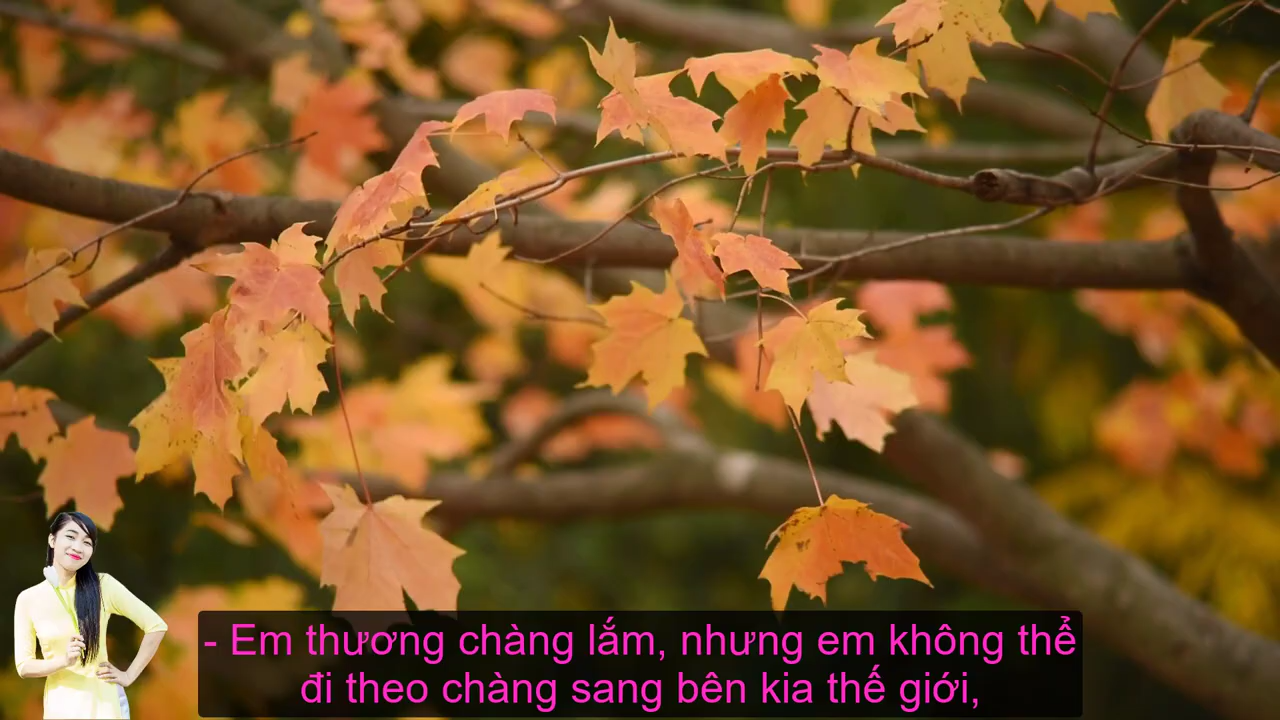 - Em thương chàng lắm, nhưng em không thể
đi theo chàng sang bên kia thế giới,